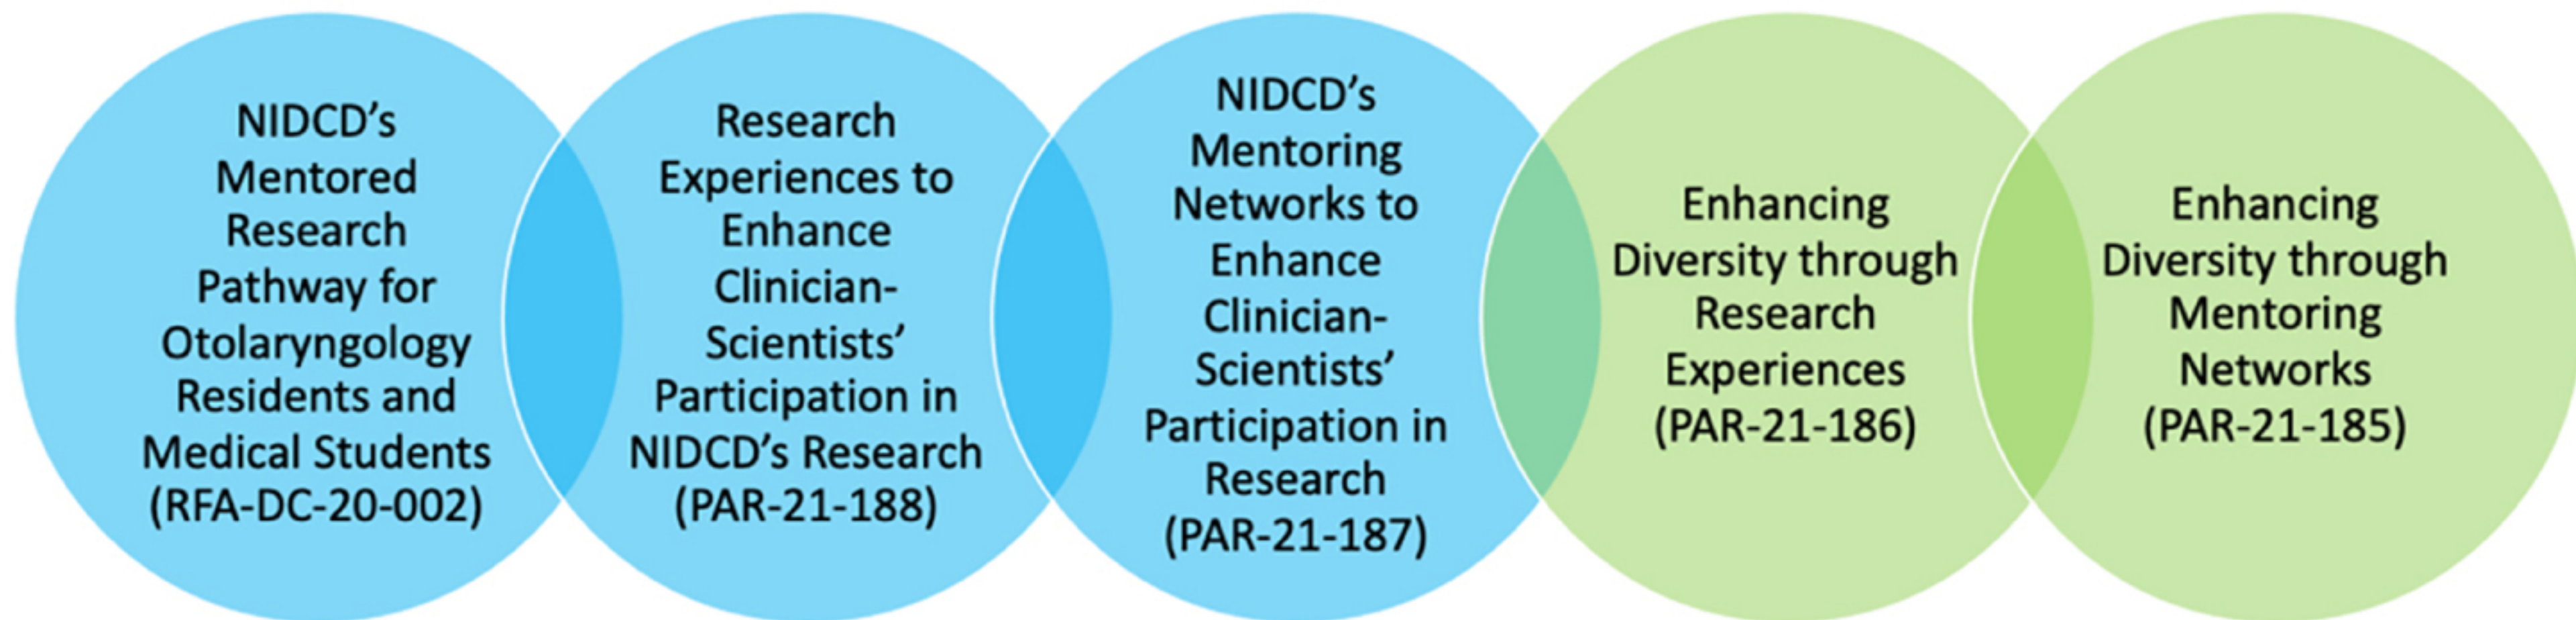 NIDCD’s
Mentored
Research
Pathway for
Otolaryngology
Residents and
Medical Students
(RFA-DC-20-002)
Research
Experiences to
Enhance
Clinician-
Scientists’
Participation in
NIDCD’s Research
(PAR-21-188)
NIDCD’s
Mentoring
Networks to
Enhance
Clinician-
Scientists’
Participation in
Research
(PAR-21-187)
Enhancing
Diversity through
Research
Experiences
(PAR-21-186)
Enhancing
Diversity through
Mentoring
Networks
(PAR-21-185)